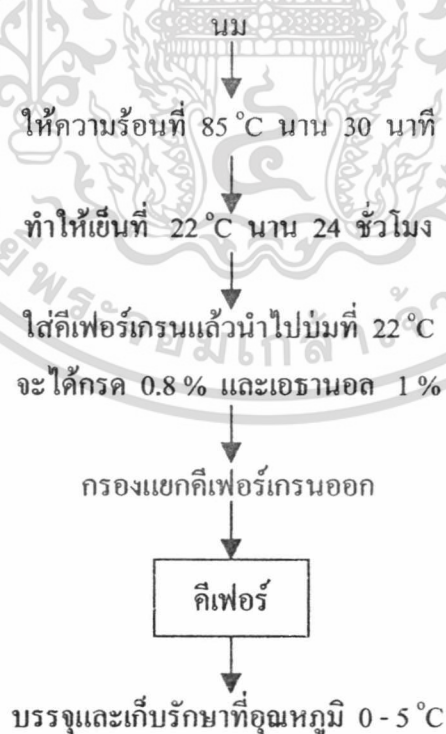 นม
ให้ความร้อนที่ 85 °C นาน 30 นาที
ทำให้เย็นที่ 22 °C นาน 24 ชั่วโมง
ใส่คีเฟอร์เกรนแล้วนำไปบ่มที่ 22 °C
จะได้กรด 0.8 % และเอธานอล 1 %
กรองแยกคีเฟอร์เกรนออก
คีเฟอร์
บรรจุและเก็บรักษาที่อุณหภูมิ 0 - 5 °C